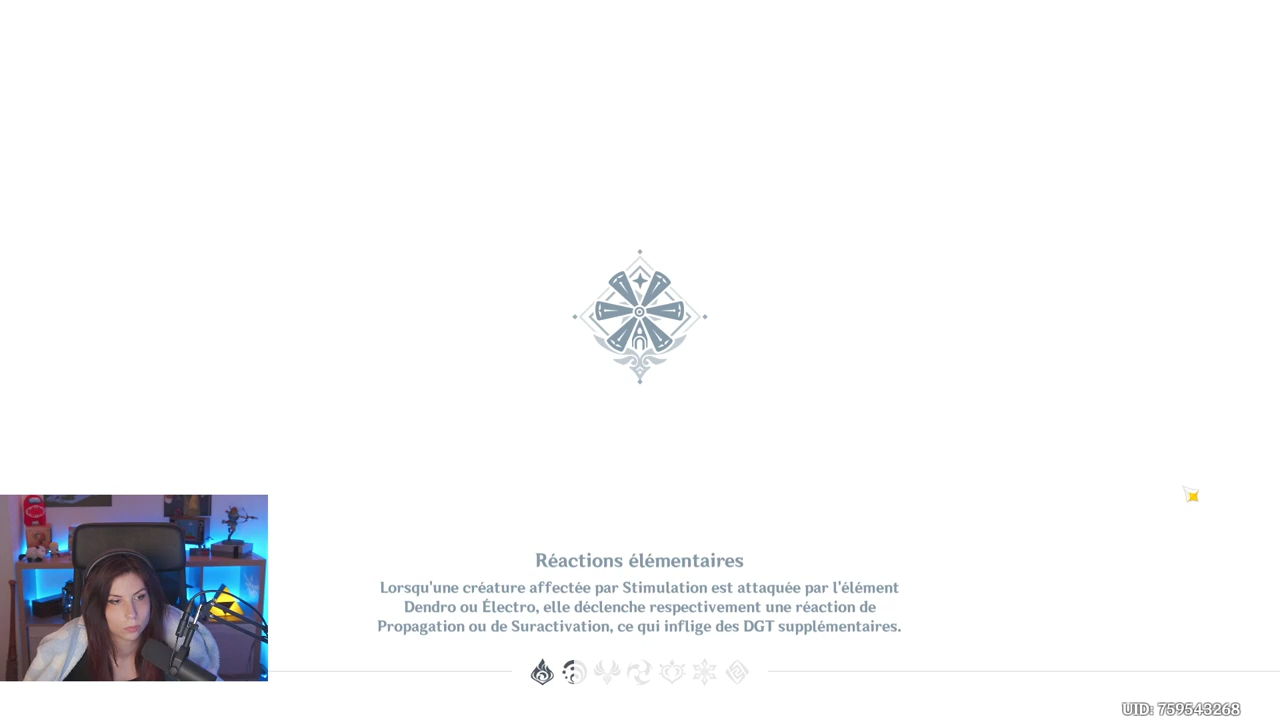 Réactions élémentaires
Lorsqu'une créature affectée par Stimulation est attaquée par l'élément
Dendro ou Électro, elle déclenche respectivement une réaction de
Propagation ou de Suractivation, ce qui inflige des DGT supplémentaires.
UID: 759543268